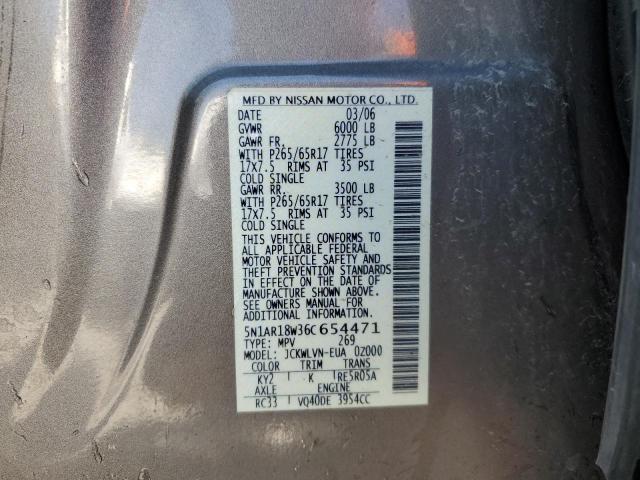 MFD BY NISSAN MOTOR CO., LTD.
DATE 03/06
GVWR 6000 LB
GAWR FR. 2775 LB
WITH P265/65R17 TIRES
17x7.5 RIMS AT 35 PSI
COLD SINGLE
GAWR RR. 3500 LB
WITH P265/65R17 TIRES
17x7.5 RIMS AT 35 PSI
COLD SINGLE
THIS VEHICLE CONFORMS TO
ALL APPLICABLE FEDERAL
MOTOR VEHICLE SAFETY AND
THEFT PREVENTION STANDARDS
IN EFFECT ON THE DATE OF
MANUFACTURE SHOWN ABOVE.
SEE OWNERS MANUAL FOR
ADDITIONAL INFORMATION.
5N1AR18W36C654471
TYPE: MPV 269
MODEL: JCKWLVN-EUA 0Z000
COLOR TRIM TRANS
KY2 K RE5R05A
AXLE ENGINE
RC33 VQ40DE 3954CC